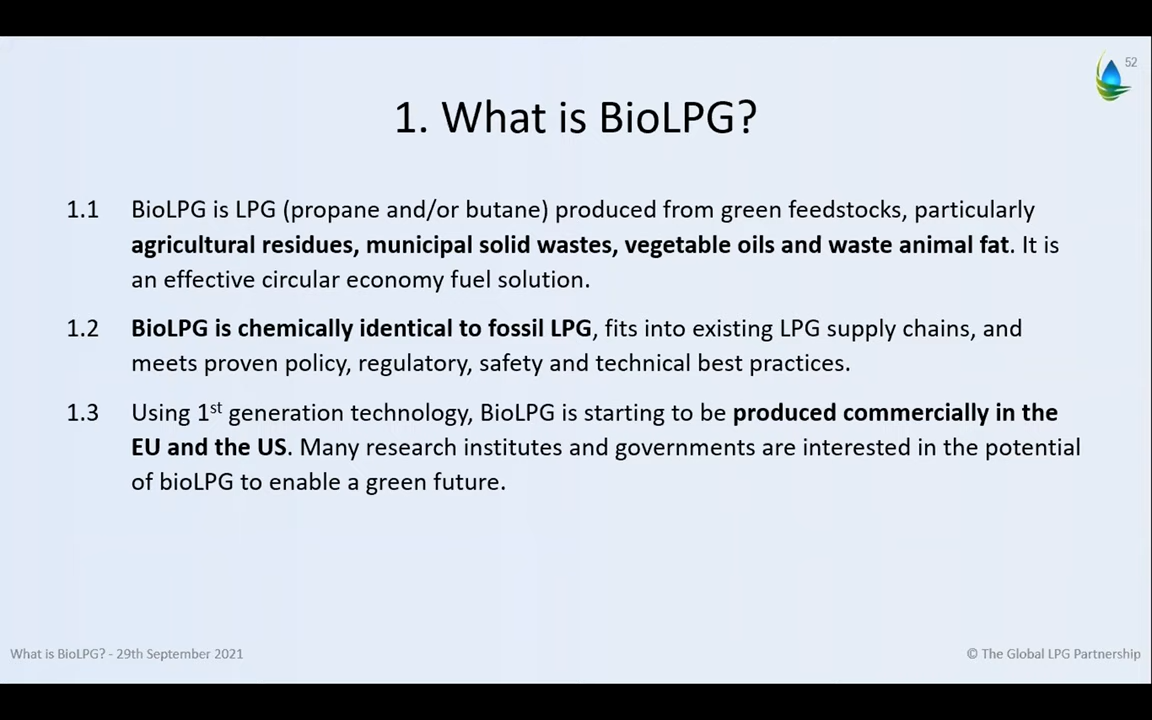 52
1. What is BioLPG?
1.1 BioLPG is LPG (propane and/or butane) produced from green feedstocks, particularly
agricultural residues, municipal solid wastes, vegetable oils and waste animal fat. It is
an effective circular economy fuel solution.
1.2 BioLPG is chemically identical to fossil LPG, fits into existing LPG supply chains, and
meets proven policy, regulatory, safety and technical best practices.
1.3 Using 1st generation technology, BioLPG is starting to be produced commercially in the
EU and the US. Many research institutes and governments are interested in the potential
of bioLPG to enable a green future.
What is BioLPG? - 29th September 2021
© The Global LPG Partnership